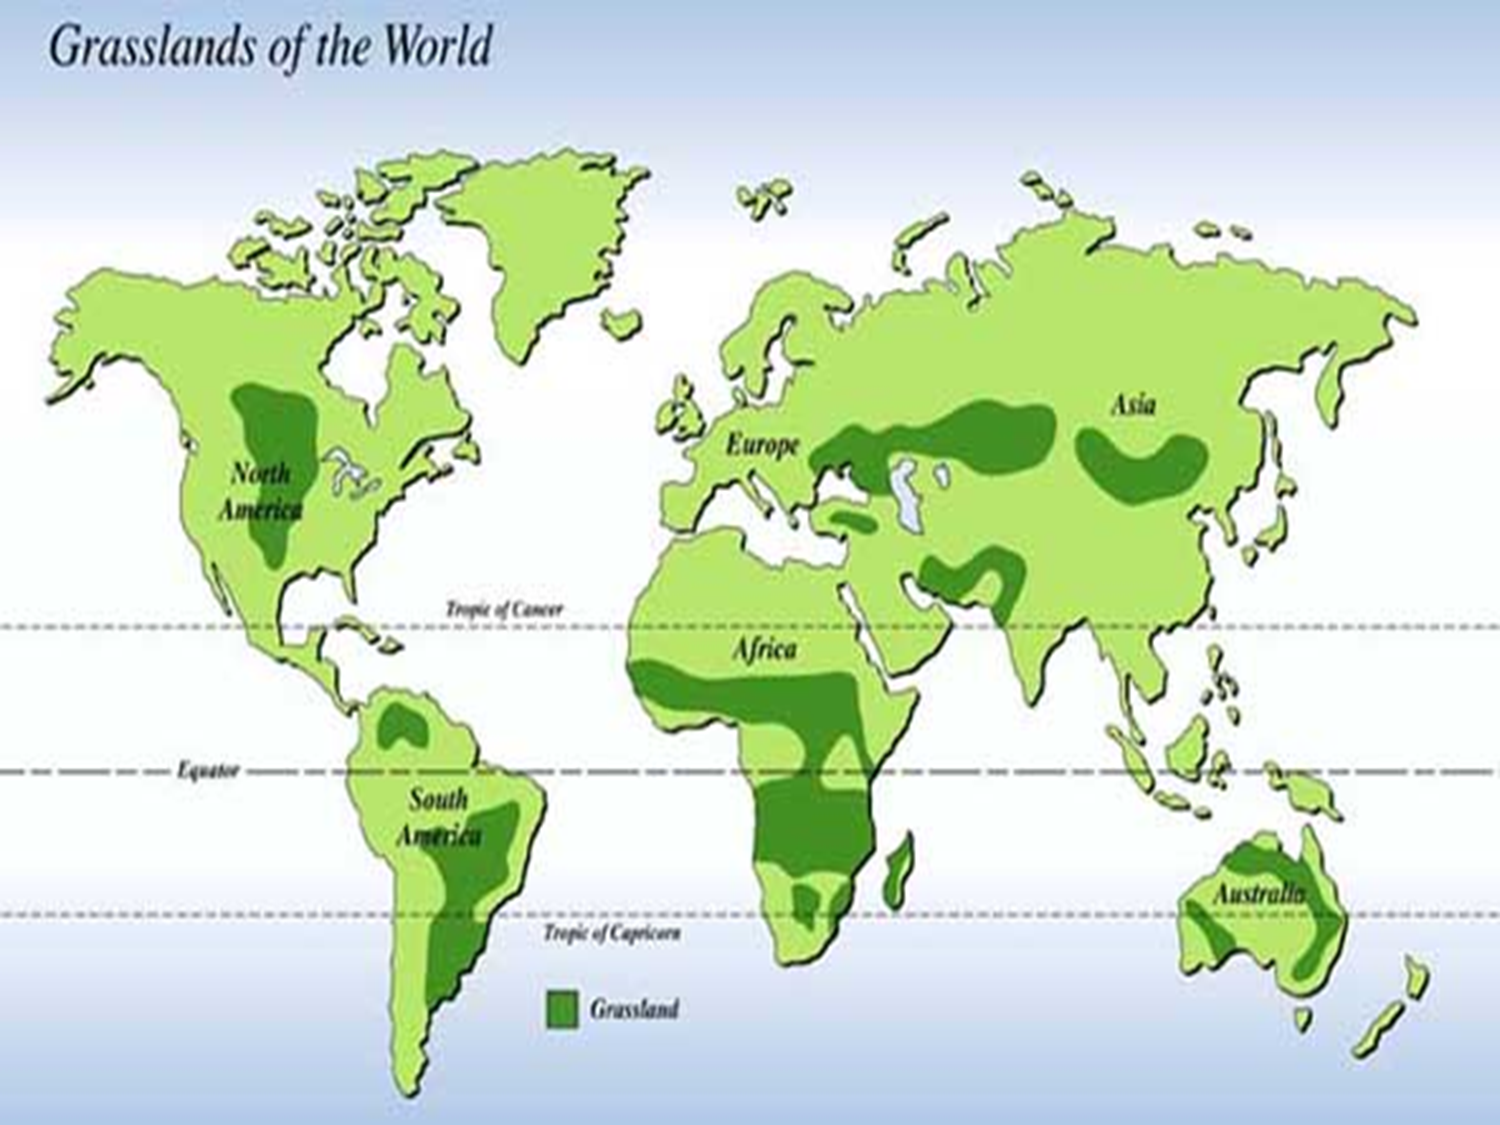 Grasslands of the World
Asia
Europe
North
America
Tropic of Cancer
Africa
Equator
South
America
Australia
Tropic of Capricorn
Grassland